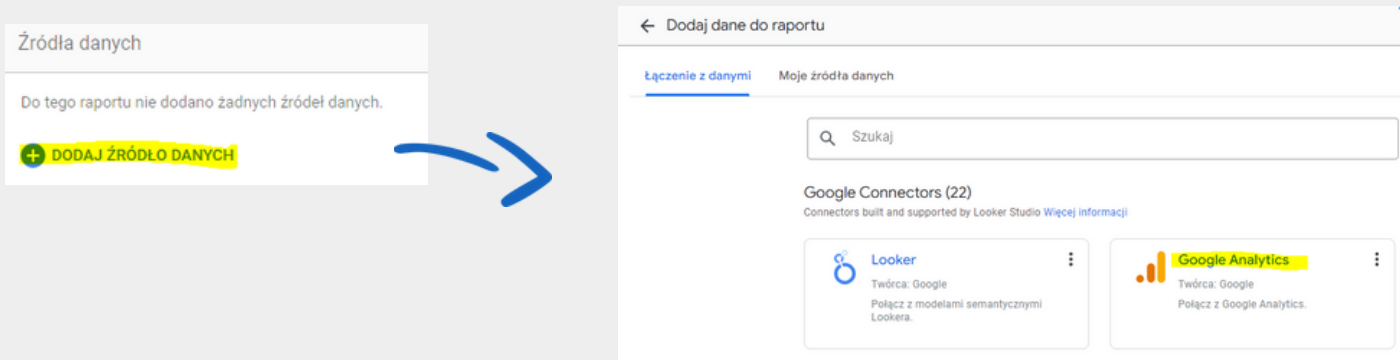 Źródła danych
Do tego raportu nie dodano żadnych źródeł danych.
DODAJ ŹRÓDŁO DANYCH
Dodaj dane do raportu
Łączenie z danymi Moje źródła danych
Szukaj
Google Connectors (22)
Connectors built and supported by Looker Studio Więcej informacji
Looker
Twórca: Google
Połącz z modelami semantycznymi
Lookera.
Google Analytics
Twórca: Google
Połącz z Google Analytics.